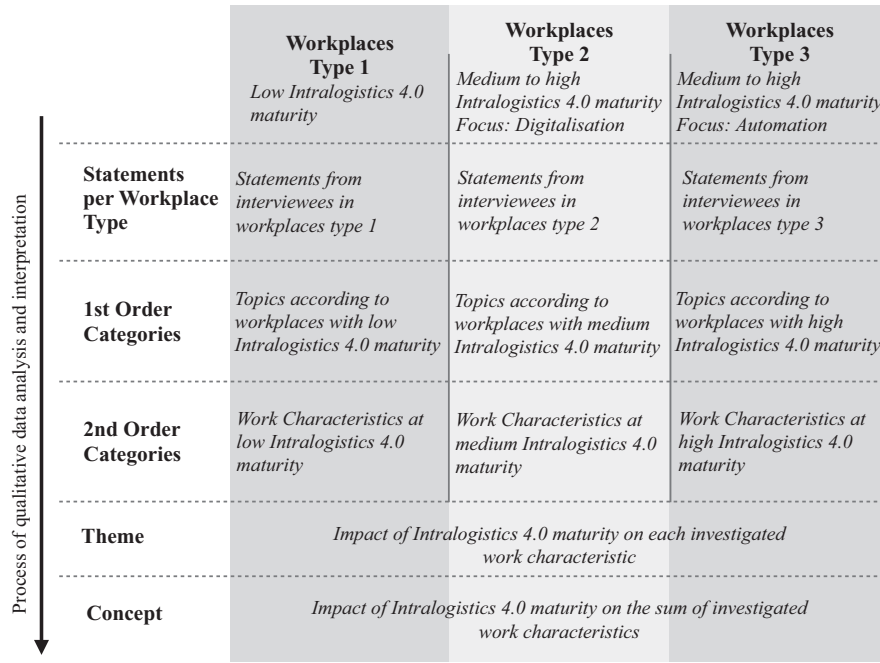 Workplaces
Type 1
Low Intralogistics 4.0
maturity
Workplaces
Type 2
Medium to high
Intralogistics 4.0 maturity
Focus: Digitalisation
Workplaces
Type 3
Medium to high
Intralogistics 4.0 maturity
Focus: Automation
Process of qualitative data analysis and interpretation
Statements
per Workplace
Type
Statements from
interviewees in
workplaces type 1
Statements from
interviewees in
workplaces type 2
Statements from
interviewees in
workplaces type 3
1st Order
Categories
Topics according to
workplaces with low
Intralogistics 4.0 maturity
Topics according to
workplaces with medium
Intralogistics 4.0 maturity
Topics according to
workplaces with high
Intralogistics 4.0 maturity
2nd Order
Categories
Work Characteristics at
low Intralogistics 4.0
maturity
Work Characteristics at
medium Intralogistics 4.0
maturity
Work Characteristics at
high Intralogistics 4.0
maturity
Theme
Impact of Intralogistics 4.0 maturity on each investigated
work characteristic
Concept
Impact of Intralogistics 4.0 maturity on the sum of investigated
work characteristics